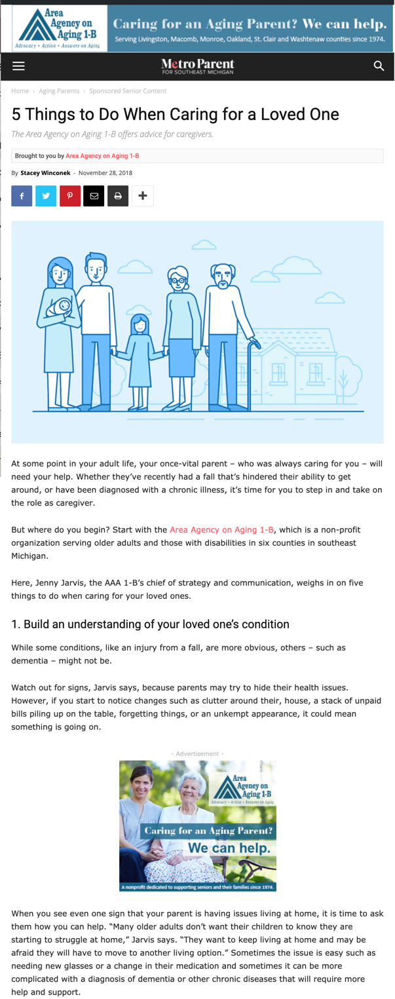 Area
Agency on
Aging 1-B
Advocacy • Action • Answers on Aging
Caring for an Aging Parent? We can help.
Serving Livingston, Macomb, Monroe, Oakland, St. Clair and Washtenaw counties since 1974.
MetroParent
FOR SOUTHEAST MICHIGAN
Home › Aging Parents › Sponsored Senior Content
5 Things to Do When Caring for a Loved One
The Area Agency on Aging 1-B offers advice for caregivers.
Brought to you by Area Agency on Aging 1-B
By Stacey Winconek - November 28, 2018
At some point in your adult life, your once-vital parent – who was always caring for you – will
need your help. Whether they’ve recently had a fall that’s hindered their ability to get
around, or have been diagnosed with a chronic illness, it’s time for you to step in and take on
the role as caregiver.
But where do you begin? Start with the Area Agency on Aging 1-B, which is a non-profit
organization serving older adults and those with disabilities in six counties in southeast
Michigan.
Here, Jenny Jarvis, the AAA 1-B’s chief of strategy and communication, weighs in on five
things to do when caring for your loved ones.
1. Build an understanding of your loved one’s condition
While some conditions, like an injury from a fall, are more obvious, others – such as
dementia – might not be.
Watch out for signs, Jarvis says, because parents may try to hide their health issues.
However, if you start to notice changes such as clutter around their, house, a stack of unpaid
bills piling up on the table, forgetting things, or an unkempt appearance, it could mean
something is going on.
- Advertisement -
Area
Agency on
Aging 1-B
Advocacy • Action • Answers on Aging
Caring for an Aging Parent?
We can help.
A nonprofit dedicated to supporting seniors and their families since 1974.
When you see even one sign that your parent is having issues living at home, it is time to ask
them how you can help. “Many older adults don’t want their children to know they are
starting to struggle at home,” Jarvis says. “They want to keep living at home and may be
afraid they will have to move to another living option.” Sometimes the issue is easy such as
needing new glasses or a change in their medication and sometimes it can be more
complicated with a diagnosis of dementia or other chronic diseases that will require more
help and support.